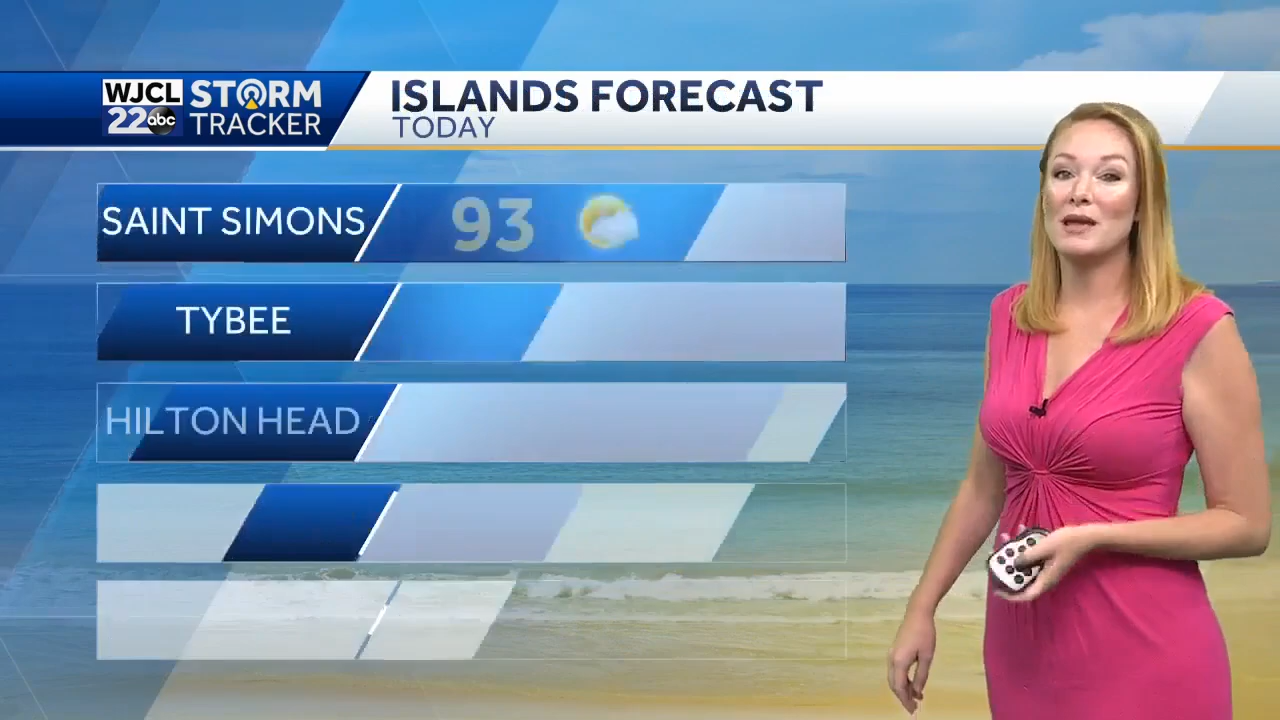 WJCL
22 abc
STORM
TRACKER
ISLANDS FORECAST
TODAY
SAINT SIMONS
93
TYBEE
HILTON HEAD